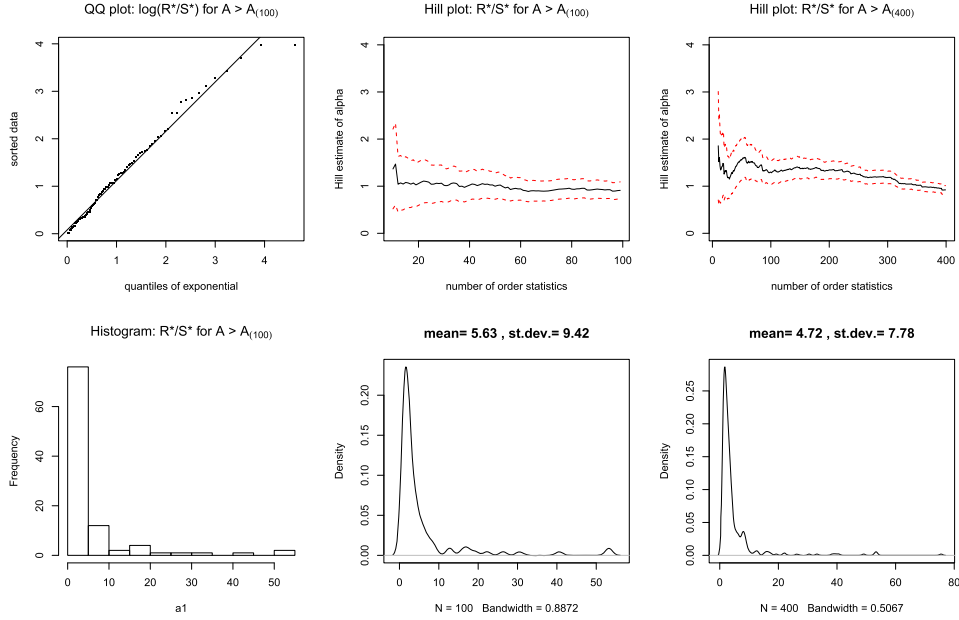 QQ plot: log(R*/S*) for A > A(100)
sorted data
0 1 2 3 4
0 1 2 3 4
quantiles of exponential
Hill plot: R*/S* for A > A(100)
Hill estimate of alpha
0 1 2 3 4
20 40 60 80 100
number of order statistics
Hill plot: R*/S* for A > A(400)
Hill estimate of alpha
0 1 2 3 4
0 100 200 300 400
number of order statistics
Histogram: R*/S* for A > A(100)
Frequency
0 20 40 60
0 10 20 30 40 50
a1
mean= 5.63 , st.dev.= 9.42
Density
0.00 0.05 0.10 0.15 0.20
0 10 20 30 40 50
N = 100 Bandwidth = 0.8872
mean= 4.72 , st.dev.= 7.78
Density
0.00 0.05 0.10 0.15 0.20 0.25
0 20 40 60 80
N = 400 Bandwidth = 0.5067